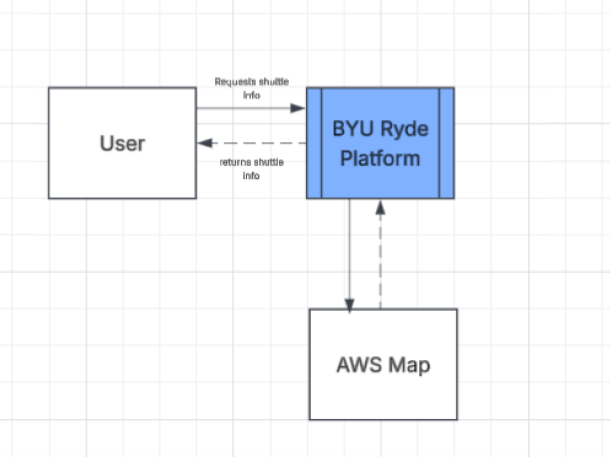 Requests shuttle
info
User
BYU Ryde
Platform
returns shuttle
info
AWS Map